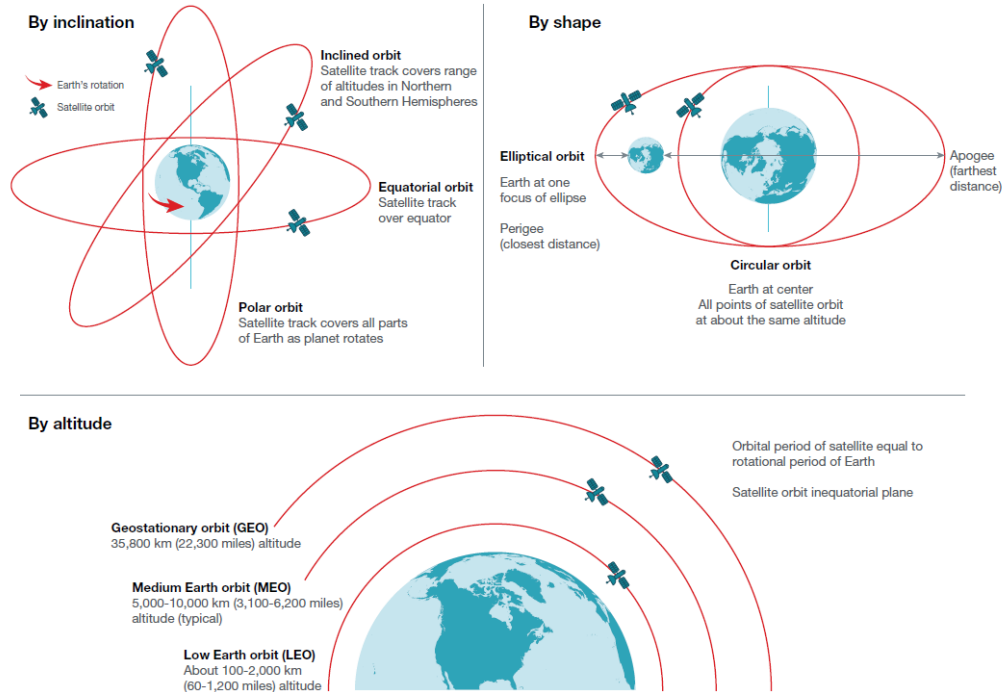 By inclination
Earth's rotation
Satellite orbit
Inclined orbit
Satellite track covers range
of altitudes in Northern
and Southern Hemispheres
Equatorial orbit
Satellite track
over equator
Polar orbit
Satellite track covers all parts
of Earth as planet rotates
By shape
Elliptical orbit
Earth at one
focus of ellipse
Perigee
(closest distance)
Apogee
(farthest
distance)
Circular orbit
Earth at center
All points of satellite orbit
at about the same altitude
By altitude
Orbital period of satellite equal to
rotational period of Earth
Satellite orbit inequatorial plane
Geostationary orbit (GEO)
35,800 km (22,300 miles) altitude
Medium Earth orbit (MEO)
5,000-10,000 km (3,100-6,200 miles)
altitude (typical)
Low Earth orbit (LEO)
About 100-2,000 km
(60-1,200 miles) altitude